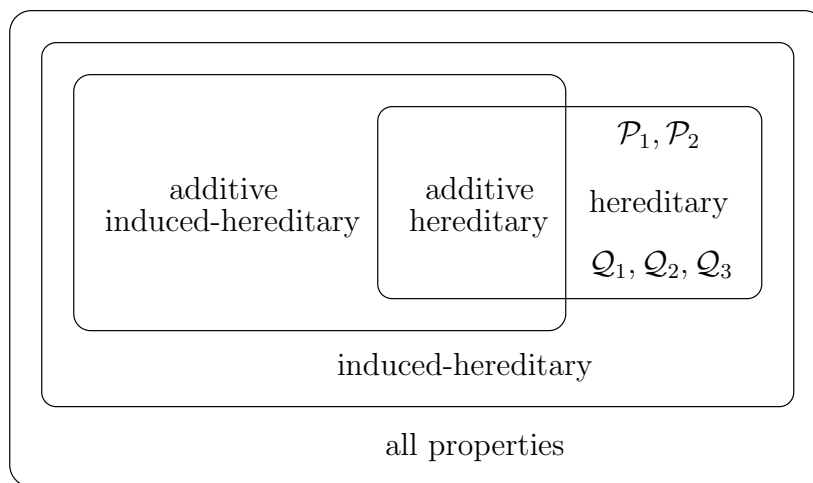 𝒫₁, 𝒫₂
additive
induced-hereditary
additive
hereditary
hereditary
𝒬₁, 𝒬₂, 𝒬₃
induced-hereditary
all properties